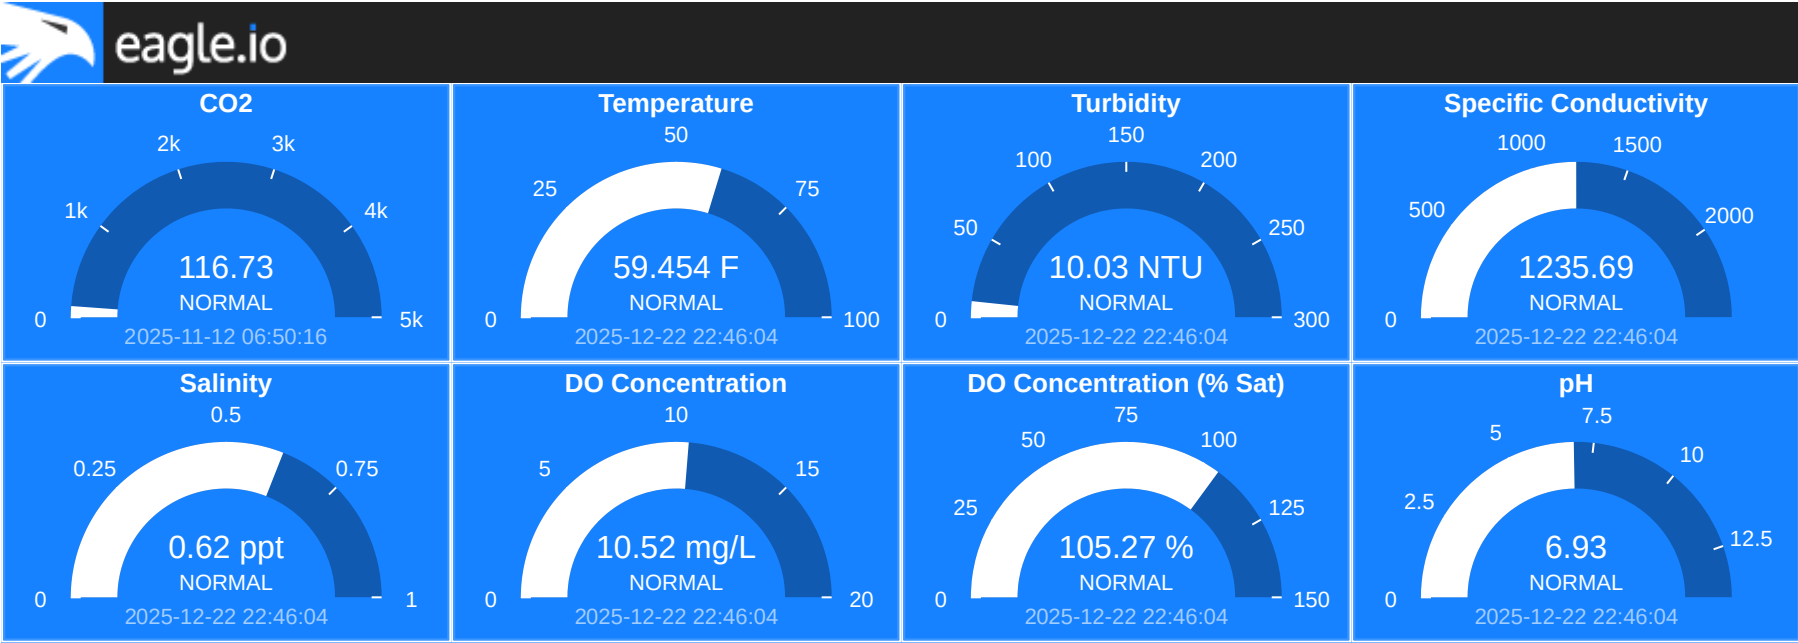 eagle.io
CO2
0
1k
2k
3k
4k
5k
116.73
NORMAL
2025-11-12 06:50:16
Temperature
0
25
50
75
100
59.454 F
NORMAL
2025-12-22 22:46:04
Turbidity
0
50
100
150
200
250
300
10.03 NTU
NORMAL
2025-12-22 22:46:04
Specific Conductivity
0
500
1000
1500
2000
1235.69
NORMAL
2025-12-22 22:46:04
Salinity
0
0.25
0.5
0.75
1
0.62 ppt
NORMAL
2025-12-22 22:46:04
DO Concentration
0
5
10
15
20
10.52 mg/L
NORMAL
2025-12-22 22:46:04
DO Concentration (% Sat)
0
25
50
75
100
125
150
105.27 %
NORMAL
2025-12-22 22:46:04
pH
0
2.5
5
7.5
10
12.5
6.93
NORMAL
2025-12-22 22:46:04